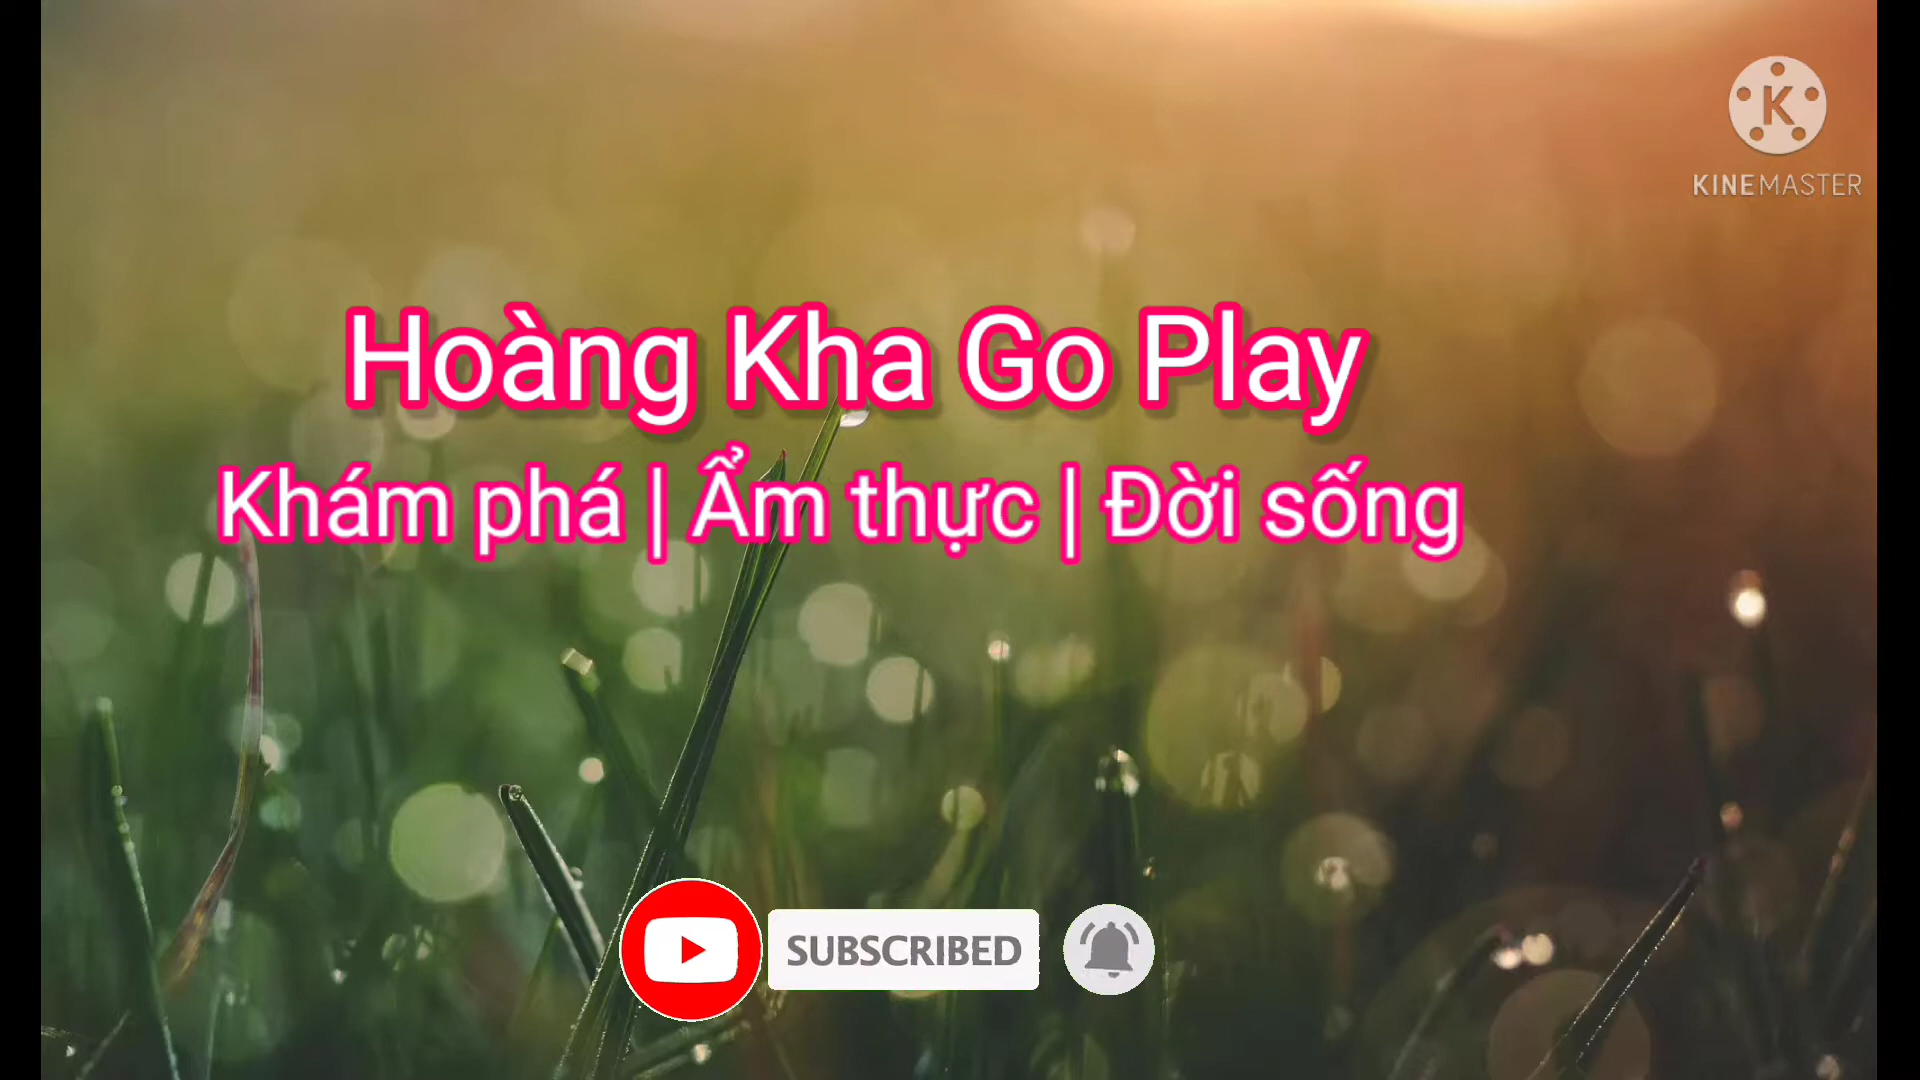 KINEMASTER
Hoàng Kha Go Play
Khám phá | Ẩm thực | Đời sống
SUBSCRIBED